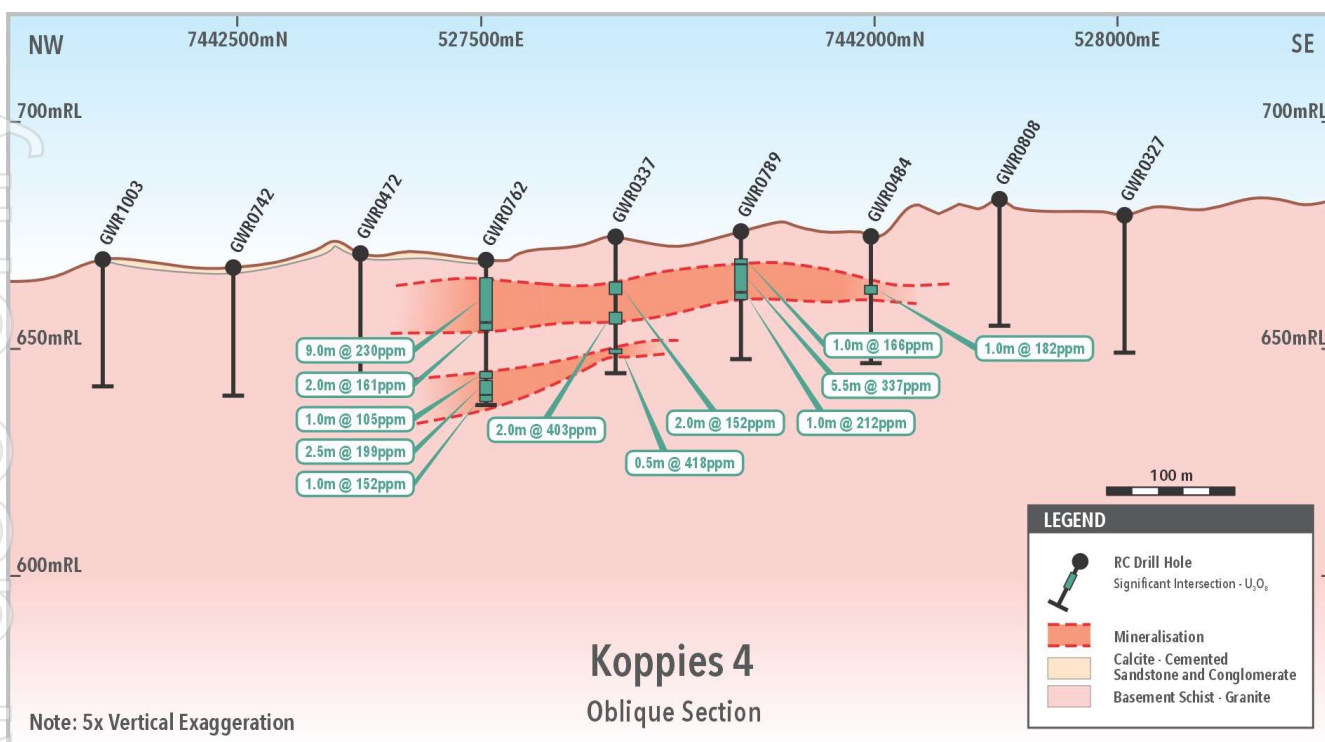 NW
7442500mN
527500mE
7442000mN
528000mE
SE
700mRL
700mRL
GWR1003
GWR0742
GWR0472
GWR0762
GWR0337
GWR0789
GWR0484
GWR0808
GWR0327
650mRL
650mRL
9.0m @ 230ppm
2.0m @ 161ppm
1.0m @ 105ppm
2.5m @ 199ppm
1.0m @ 152ppm
2.0m @ 403ppm
0.5m @ 418ppm
2.0m @ 152ppm
1.0m @ 166ppm
5.5m @ 337ppm
1.0m @ 212ppm
1.0m @ 182ppm
600mRL
100 m
LEGEND
RC Drill Hole
Significant Intersection - U₃O₈
Mineralisation
Calcite - Cemented
Sandstone and Conglomerate
Basement Schist - Granite
Koppies 4
Oblique Section
Note: 5x Vertical Exaggeration